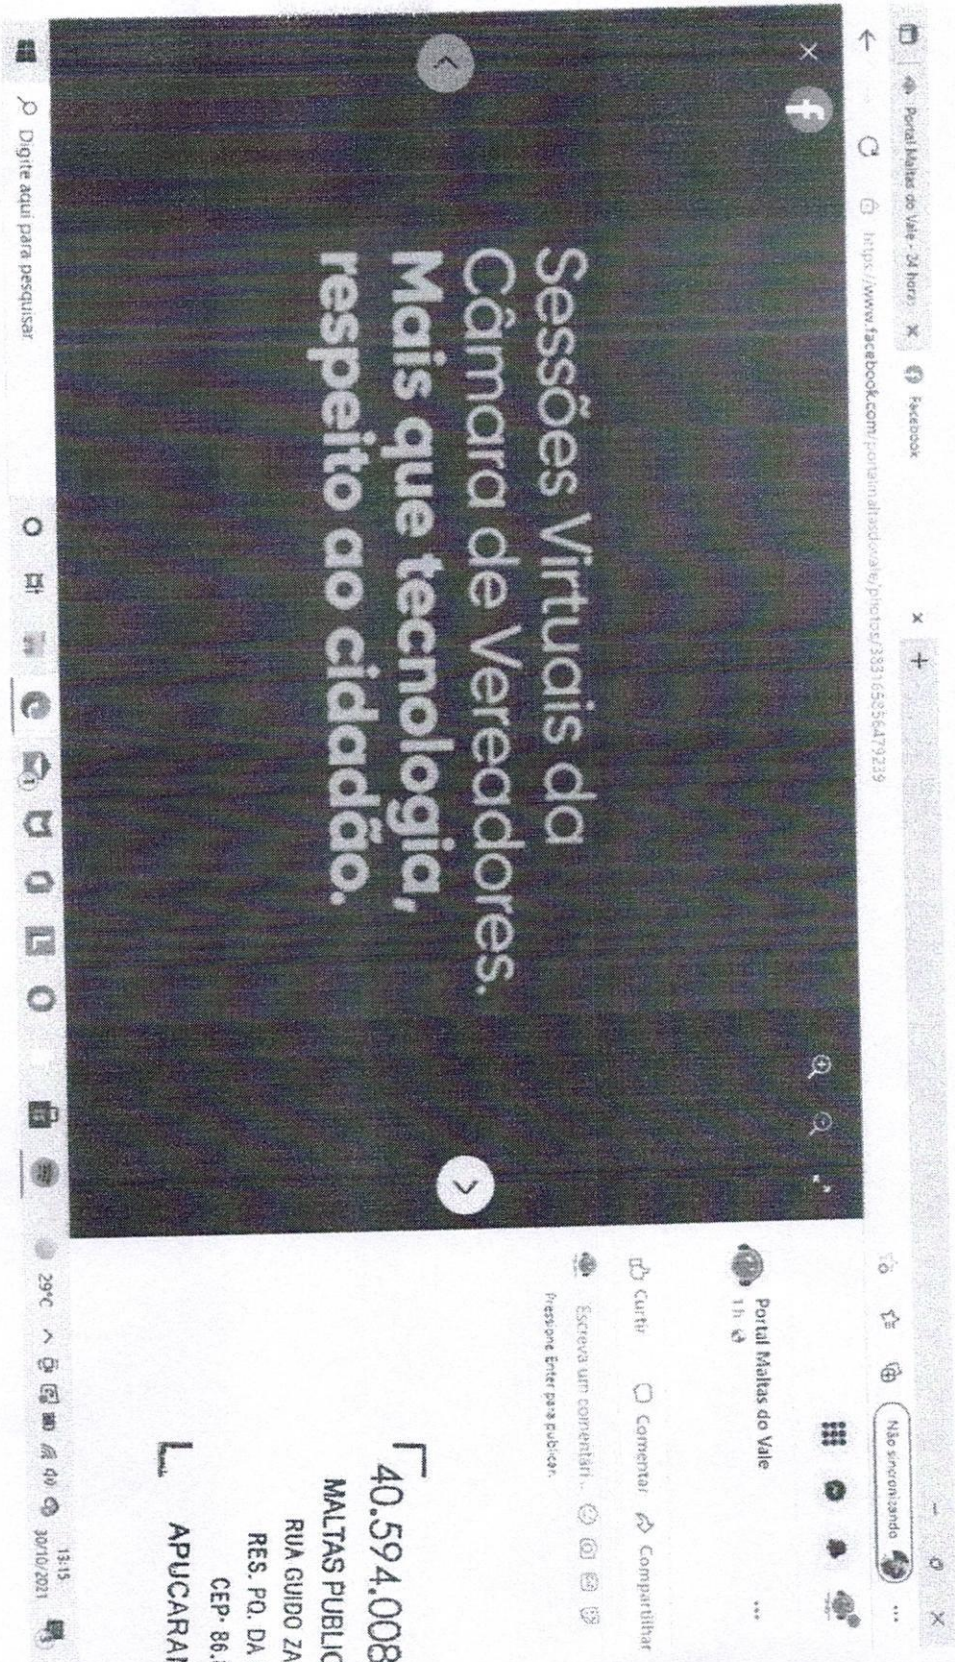 Portal Maltas do Vale - 24 horas
Facebook
https://www.facebook.com/portalmaltasdovale/photos/383165856479239
Não sincronizando
Sessões Virtuais da
Câmara de Vereadores.
Mais que tecnologia,
respeito ao cidadão.
Portal Maltas do Vale
1 h
Curtir
Comentar
Compartilhar
Escreva um comentári...
Pressione Enter para publicar.
40.594.008
MALTAS PUBLIC
RUA GUIDO ZA
RES. PQ. DA
CEP: 86.
APUCARA
Digite aqui para pesquisar
29°C
13:15
30/10/2021